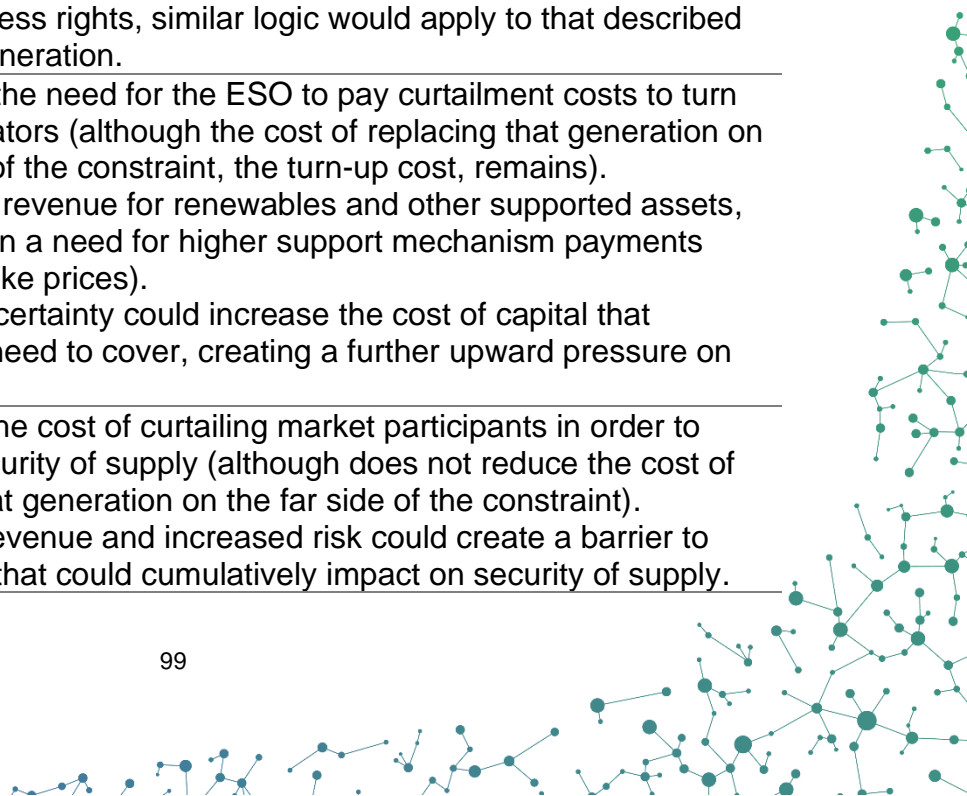 ess rights, similar logic would apply to that described
neration.
the need for the ESO to pay curtailment costs to turn
ators (although the cost of replacing that generation on
of the constraint, the turn-up cost, remains).
revenue for renewables and other supported assets,
n a need for higher support mechanism payments
ke prices).
certainty could increase the cost of capital that
need to cover, creating a further upward pressure on
he cost of curtailing market participants in order to
urity of supply (although does not reduce the cost of
at generation on the far side of the constraint).
evenue and increased risk could create a barrier to
that could cumulatively impact on security of supply.
99